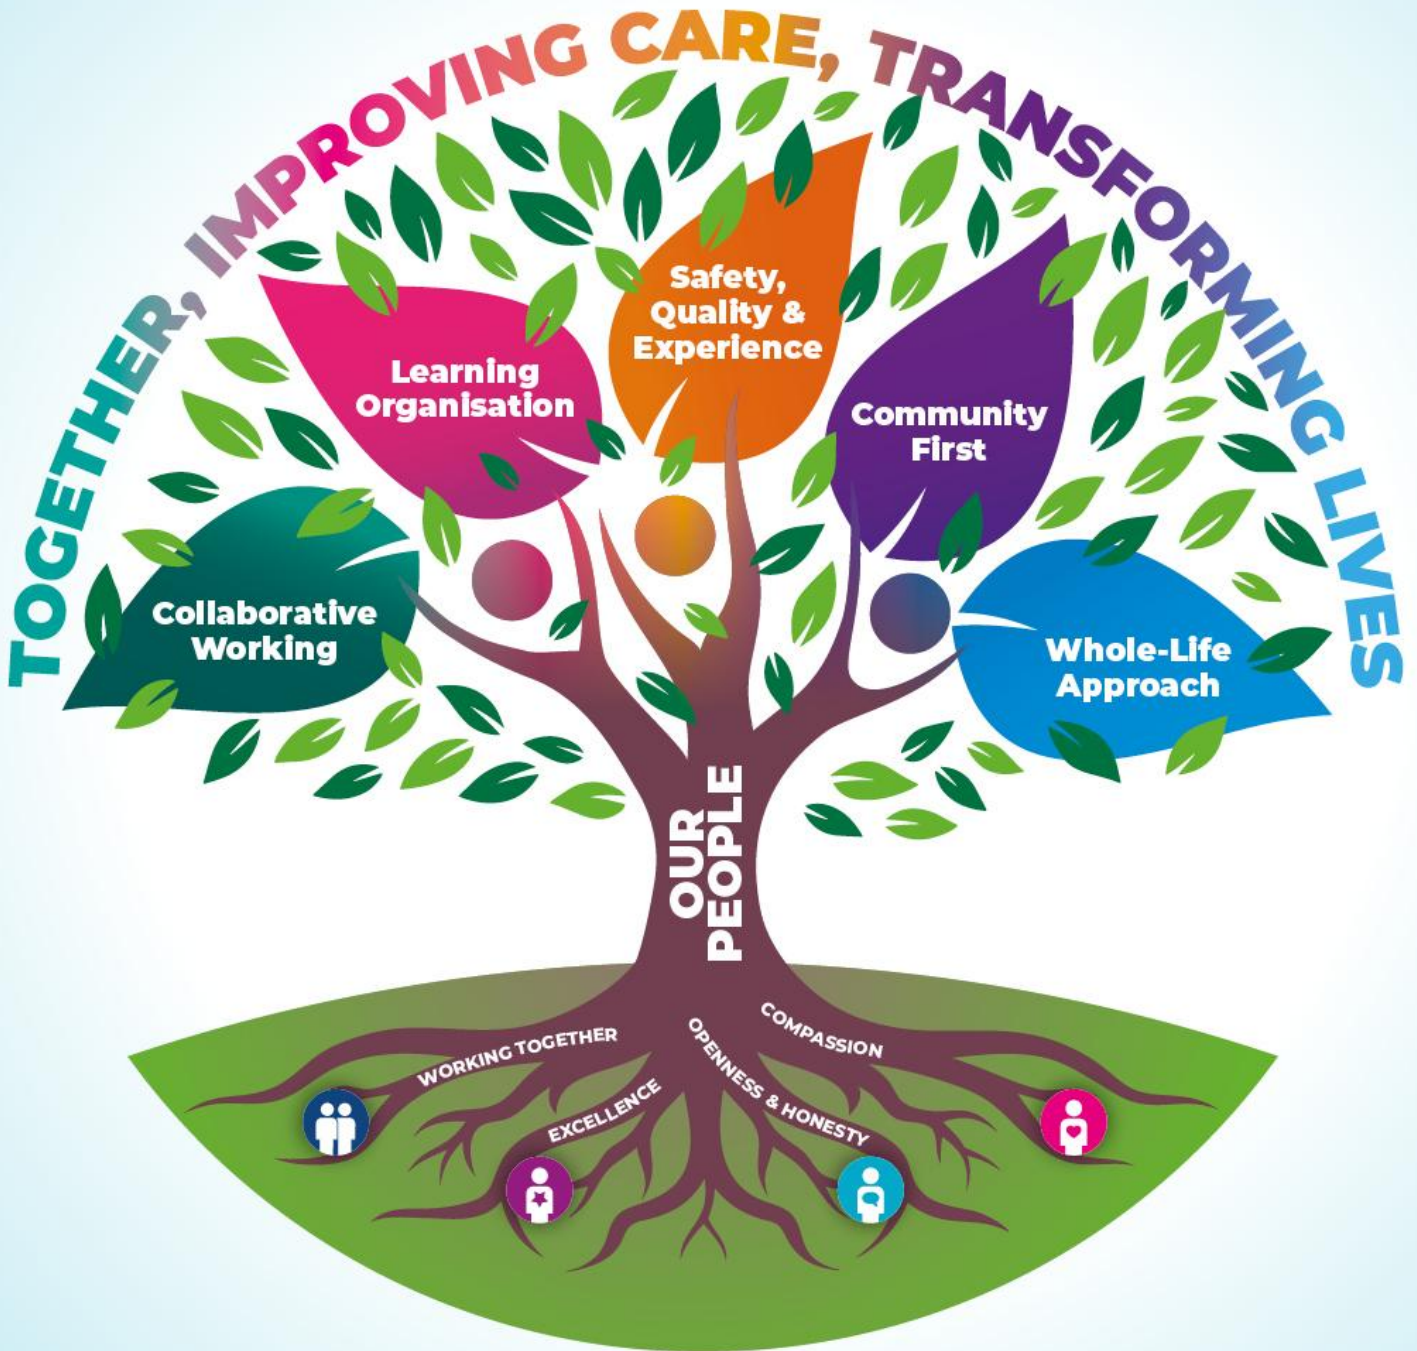 TOGETHER, IMPROVING CARE, TRANSFORMING LIVES
Safety,
Quality &
Experience
Learning
Organisation
Community
First
Collaborative
Working
Whole-Life
Approach
OUR
PEOPLE
WORKING TOGETHER
EXCELLENCE
OPENNESS & HONESTY
COMPASSION